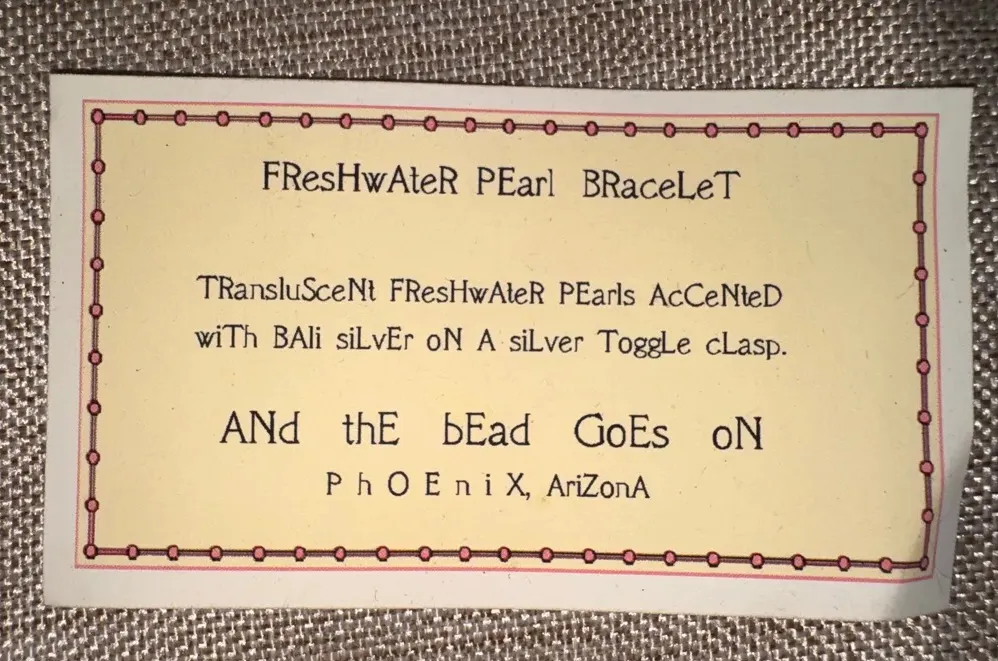 FResHwAteR PEarl BRaceLeT
TRansluSceNt FResHwAteR PEarls AcCeNteD
wiTh BAli siLvEr oN A siLver ToggLe cLasp.
ANd thE bEad GoEs oN
P h O E n i X, AriZonA